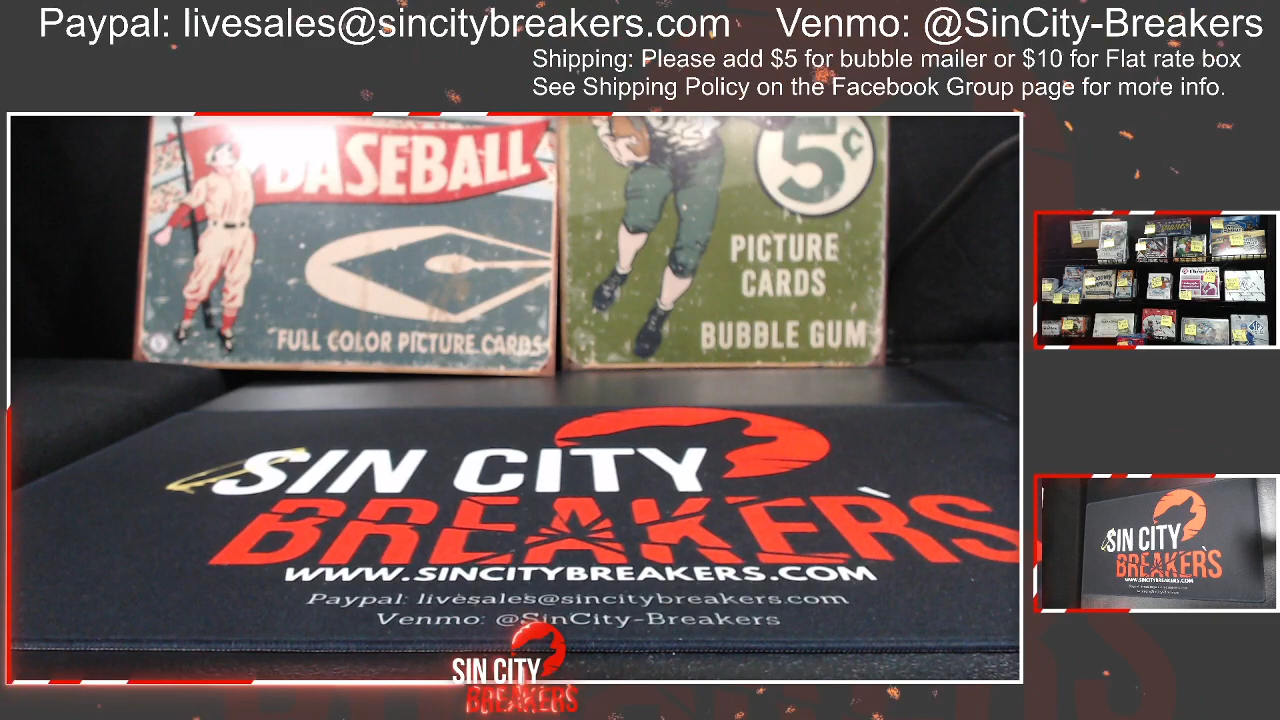 Paypal: livesales@sincitybreakers.com Venmo: @SinCity-Breakers
Shipping: Please add $5 for bubble mailer or $10 for Flat rate box
See Shipping Policy on the Facebook Group page for more info.
BASEBALL
FULL COLOR PICTURE CARDS
5¢
PICTURE
CARDS
BUBBLE GUM
SIN CITY
BREAKERS
WWW.SINCITYBREAKERS.COM
Paypal: livesales@sincitybreakers.com
Venmo: @SinCity-Breakers
SIN CITY
BREAKERS
SIN CITY
BREAKERS
WWW.SINCITYBREAKERS.COM